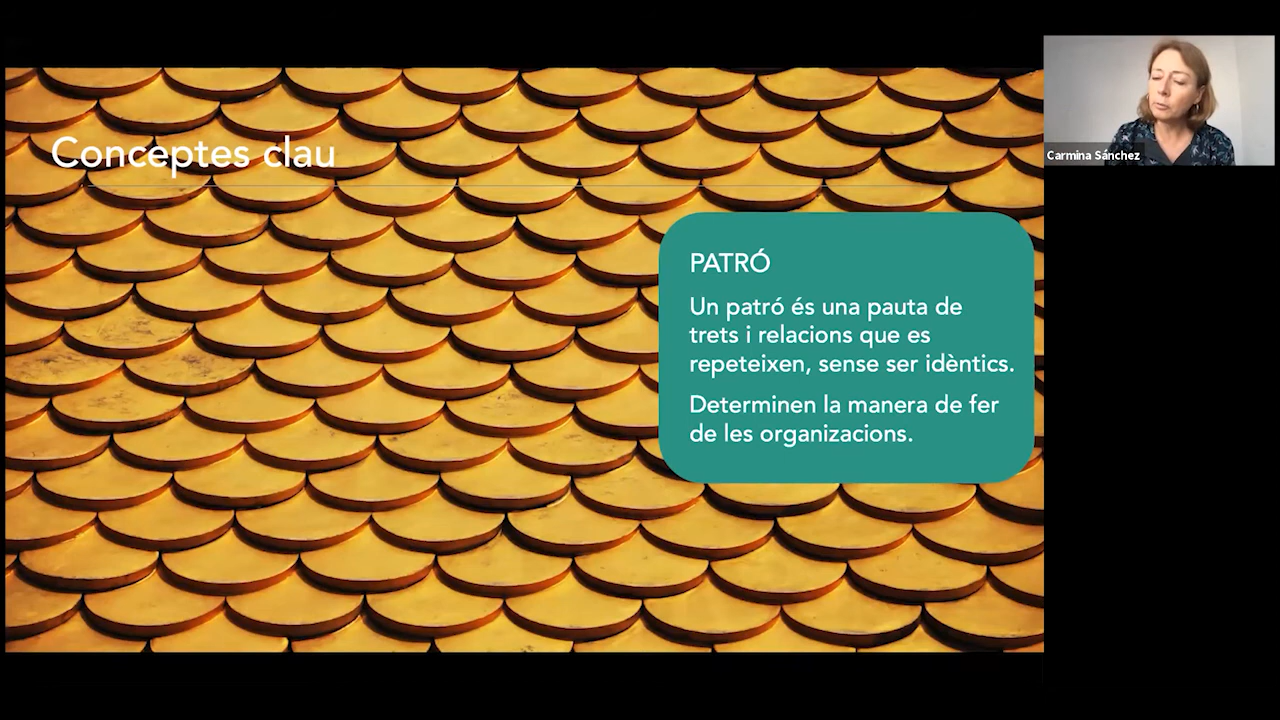 Conceptes clau
PATRÓ
Un patró és una pauta de
trets i relacions que es
repeteixen, sense ser idèntics.
Determinen la manera de fer
de les organizacions.
Carmina Sánchez